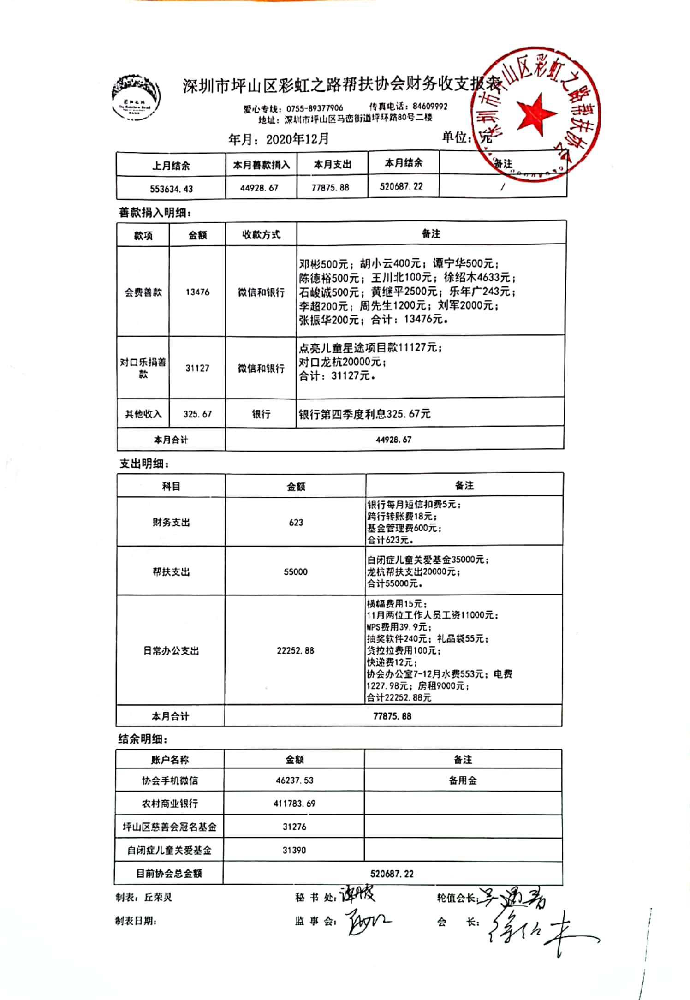 深圳市坪山区彩虹之路帮扶协会财务收支报表
爱心专线：0755-89377906 传真电话：84609992
地址：深圳市坪山区马峦街道坪环路80号二楼
年月：2020年12月 单位：元
深圳市坪山区彩虹之路帮扶协会
彩虹之路
The Rainbow Road
上月结余 本月善款捐入 本月支出 本月结余 备注
553634.43 44928.67 77875.88 520687.22 /
善款捐入明细：
款项 金额 收款方式 备注
会费善款 13476 微信和银行
邓彬500元；胡小云400元；谭宁华500元；
陈德裕500元；王川北100元；徐绍木4633元；
石峻诚500元；黄继平2500元；乐年广243元；
李超200元；周先生1200元；刘军2000元；
张振华200元；合计：13476元。
对口乐捐善
款
31127 微信和银行
点亮儿童星途项目款11127元；
对口龙杭20000元；
合计：31127元。
其他收入 325.67 银行 银行第四季度利息325.67元
本月合计 44928.67
支出明细：
科目 金额 备注
财务支出 623
银行每月短信扣费5元；
跨行转账费18元；
基金管理费600元；
合计623元。
帮扶支出 55000
自闭症儿童关爱基金35000元；
龙杭帮扶支出20000元；
合计55000元。
日常办公支出 22252.88
横幅费用15元；
11月两位工作人员工资11000元；
WPS费用39.9元；
抽奖软件240元；礼品袋55元；
货拉拉费用100元；
快递费12元；
协会办公室7-12月水费553元；电费
1227.98元；房租9000元；
合计22252.88元
本月合计 77875.88
结余明细：
账户名称 金额 备注
协会手机微信 46237.53 备用金
农村商业银行 411783.69
坪山区慈善会冠名基金 31276
自闭症儿童关爱基金 31390
目前协会总金额 520687.22
制表：丘荣灵 秘 书 处： 轮值会长：
制表日期： 监 事 会： 会 长：徐绍木